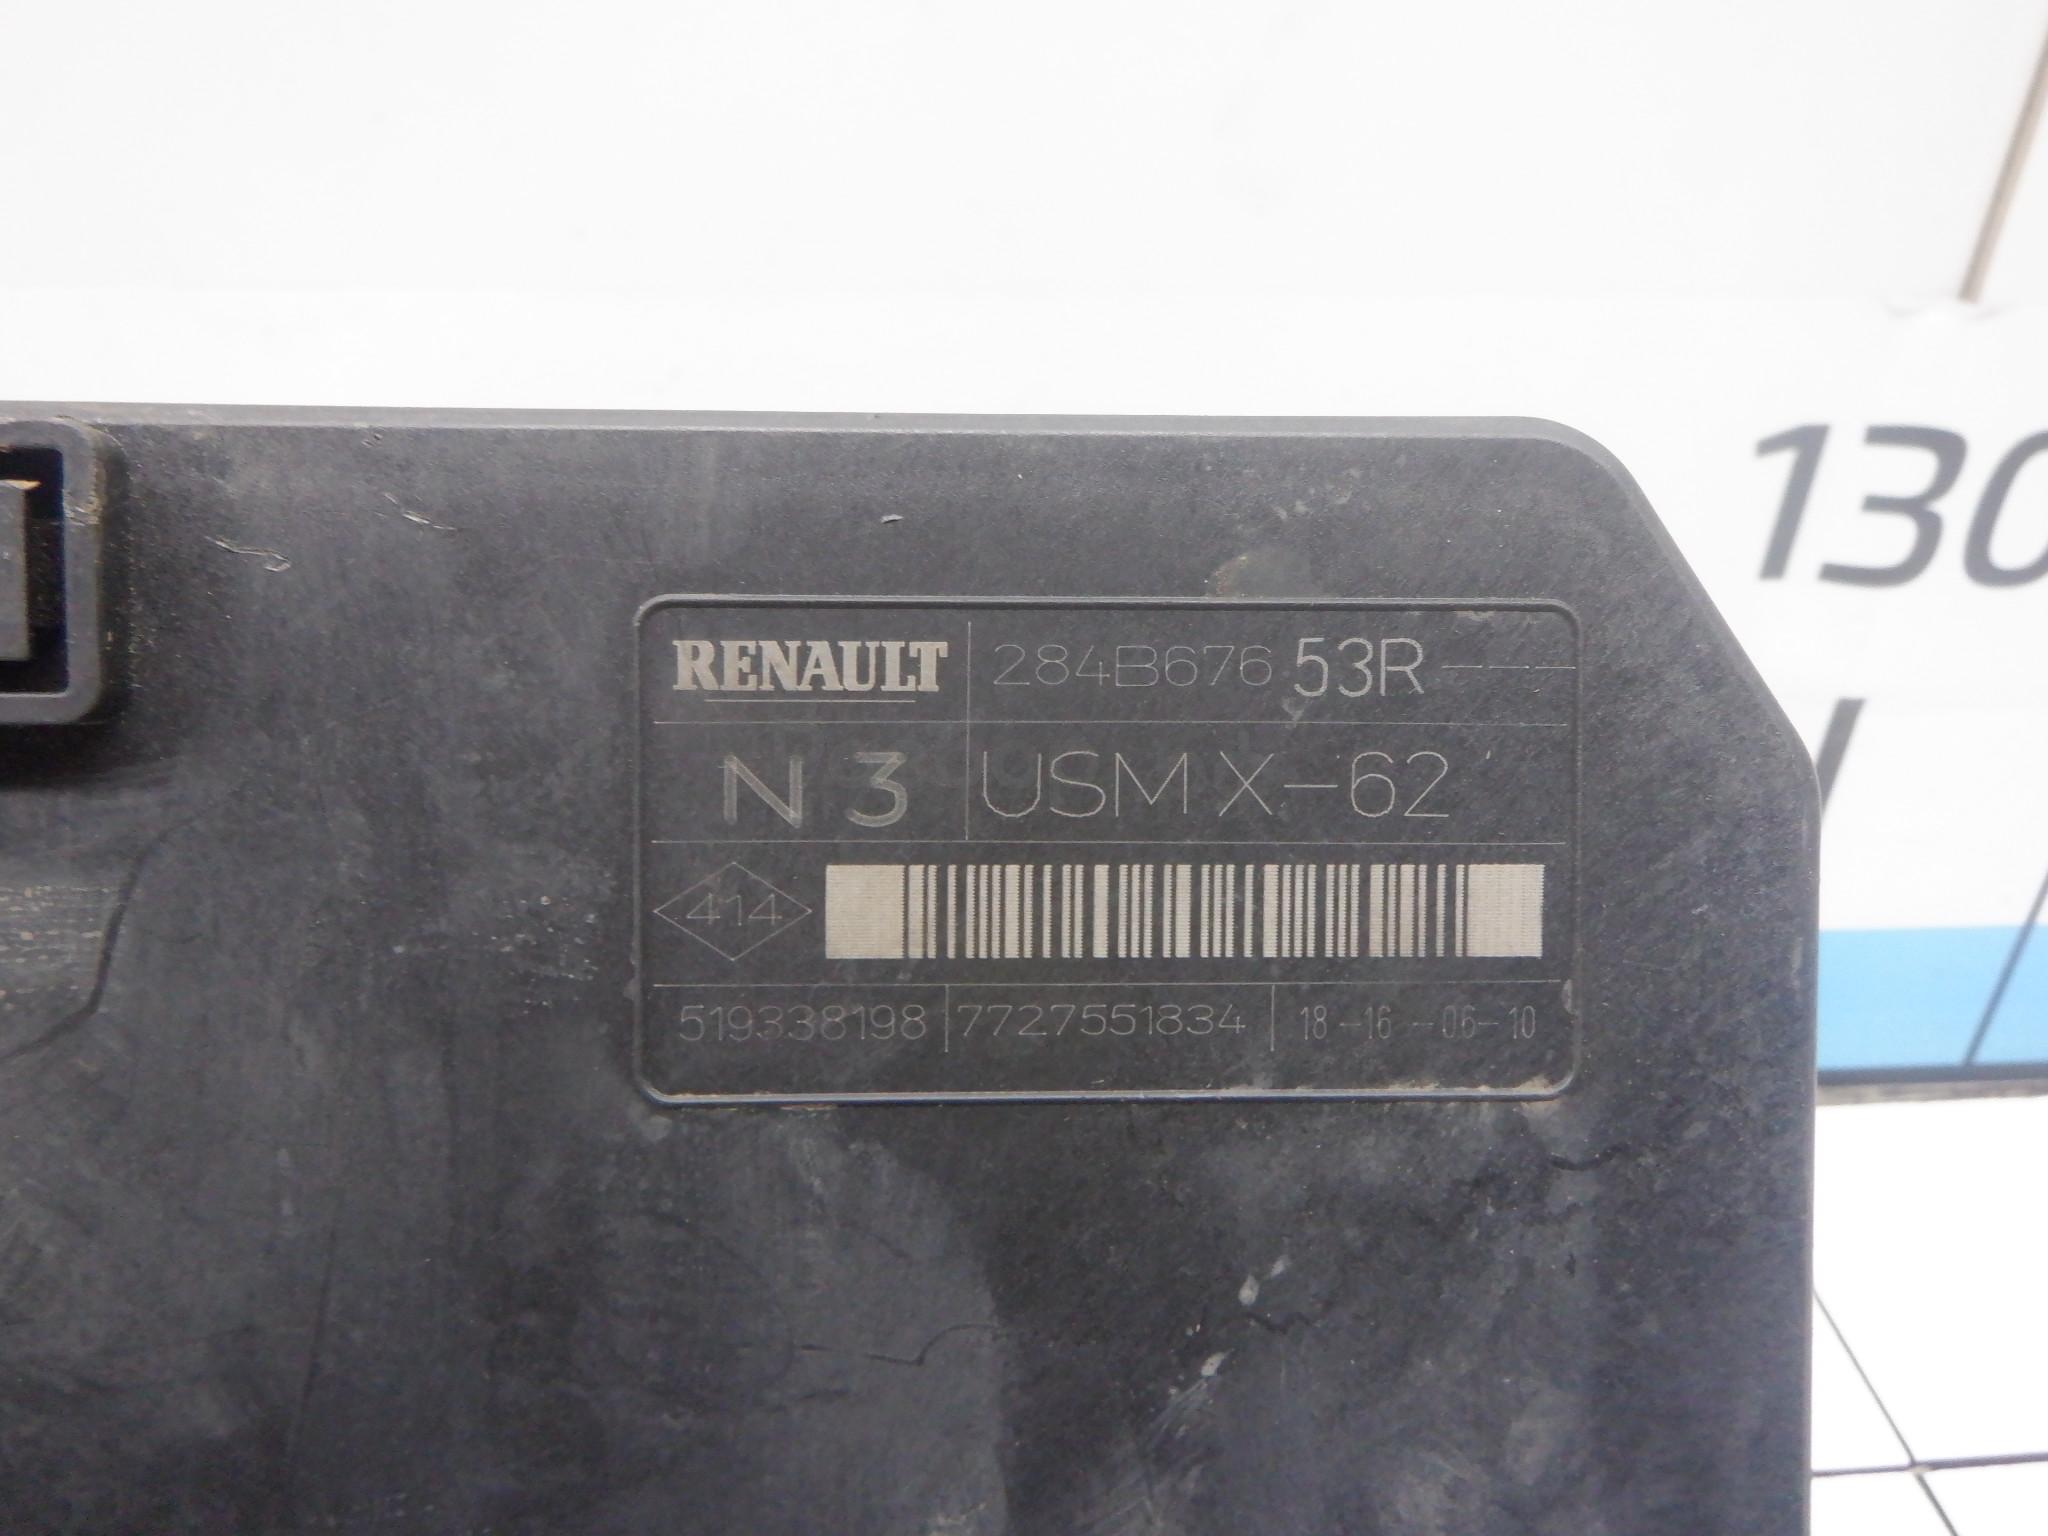 RENAULT 284B676 53R---
N 3 USM X-62
414
519338198 7727551834 18-16-06-10
130